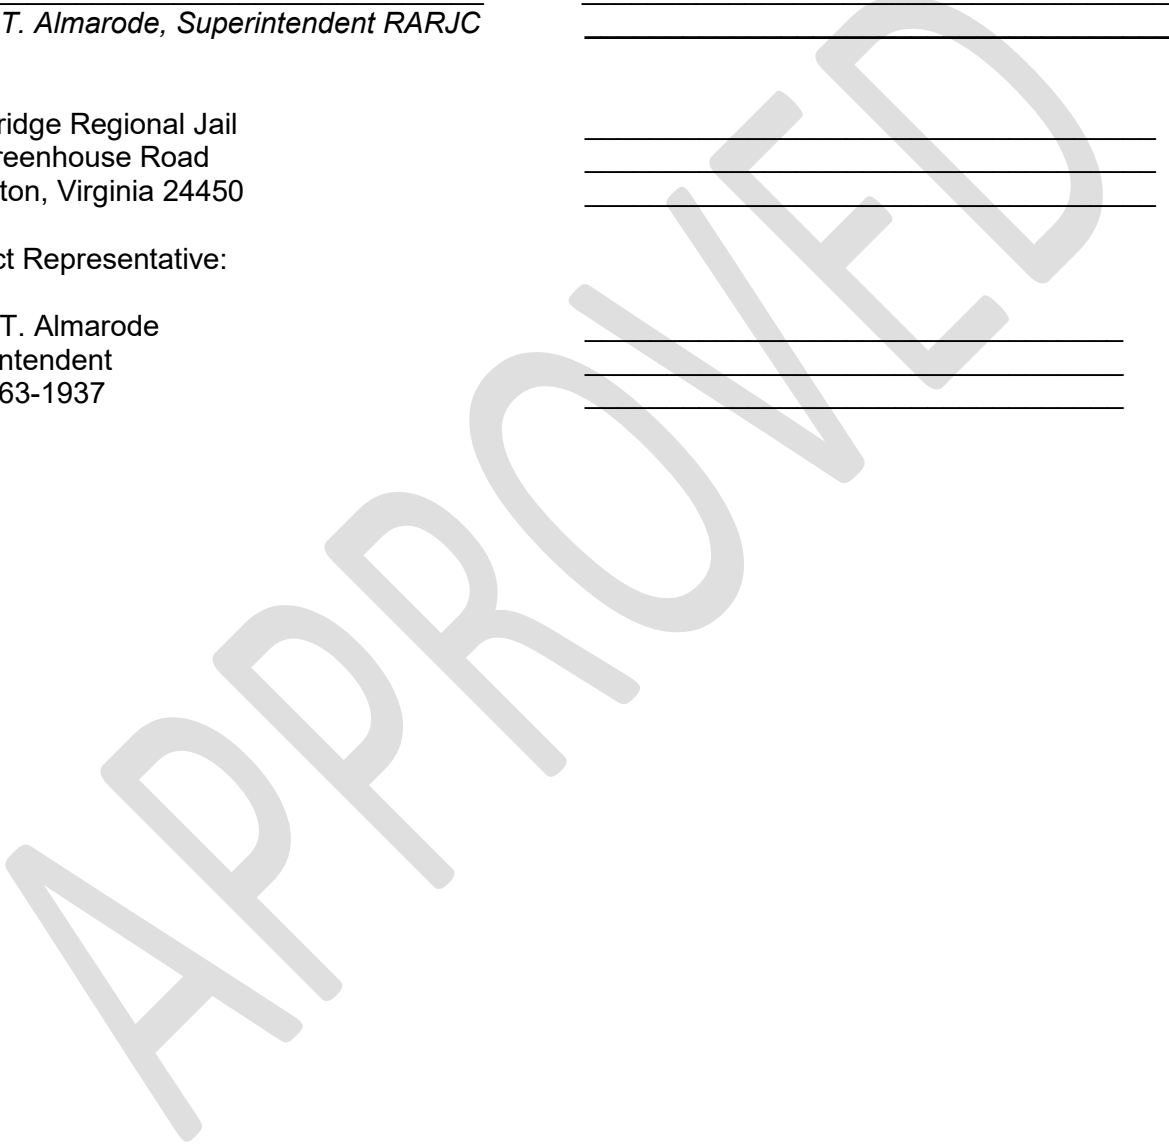 T. Almarode, Superintendent RARJC
ridge Regional Jail
reenhouse Road
ton, Virginia 24450
ct Representative:
T. Almarode
ntendent
63-1937
APPROVED